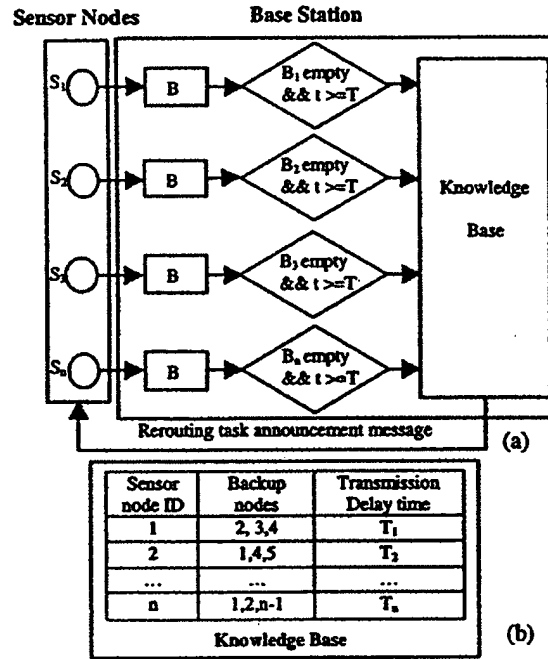 Sensor Nodes
Base Station
S1
B
B1 empty
&& t >=T
S2
B
B2 empty
&& t >=T
Knowledge
Base
S3
B
B3 empty
&& t >=T
Sn
B
Bn empty
&& t >=T
Rerouting task announcement message
(a)
Sensor node ID Backup nodes Transmission Delay time
1 2, 3,4 T1
2 1,4,5 T2
... ... ...
n 1,2,n-1 Tn
Knowledge Base
(b)